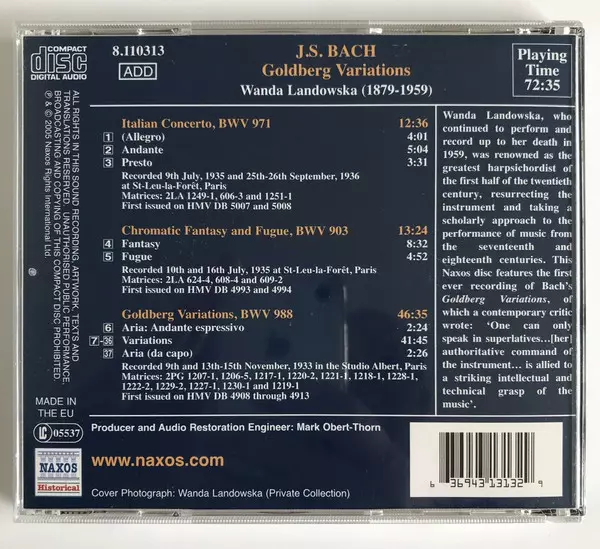 COMPACT
disc
DIGITAL AUDIO
8.110313
ADD
J.S. BACH
Goldberg Variations
Wanda Landowska (1879-1959)
Playing
Time
72:35
Italian Concerto, BWV 971 12:36
1 (Allegro) 4:01
2 Andante 5:04
3 Presto 3:31
Recorded 9th July, 1935 and 25th-26th September, 1936
at St-Leu-la-Forêt, Paris
Matrices: 2LA 1249-1, 606-3 and 1251-1
First issued on HMV DB 5007 and 5008
Chromatic Fantasy and Fugue, BWV 903 13:24
4 Fantasy 8:32
5 Fugue 4:52
Recorded 10th and 16th July, 1935 at St-Leu-la-Forêt, Paris
Matrices: 2LA 624-4, 608-4 and 609-2
First issued on HMV DB 4993 and 4994
Goldberg Variations, BWV 988 46:35
6 Aria: Andante espressivo 2:24
7-36 Variations 41:45
37 Aria (da capo) 2:26
Recorded 9th and 13th-15th November, 1933 in the Studio Albert, Paris
Matrices: 2PG 1207-1, 1206-5, 1217-1, 1220-2, 1221-1, 1218-1, 1228-1,
1222-2, 1229-2, 1227-1, 1230-1 and 1219-1
First issued on HMV DB 4908 through 4913
Wanda Landowska, who
continued to perform and
record up to her death in
1959, was renowned as the
greatest harpsichordist of
the first half of the twentieth
century, resurrecting the
instrument and taking a
scholarly approach to the
performance of music from
the seventeenth and
eighteenth centuries. This
Naxos disc features the first
ever recording of Bach's
Goldberg Variations, of
which a contemporary critic
wrote: 'One can only
speak in superlatives...[her]
authoritative command of
the instrument... is allied to
a striking intellectual and
technical grasp of the
music'.
ALL RIGHTS IN THIS SOUND RECORDING, ARTWORK, TEXTS AND
TRANSLATIONS RESERVED. UNAUTHORISED PUBLIC PERFORMANCE,
BROADCASTING AND COPYING OF THIS COMPACT DISC PROHIBITED.
℗ & © 2005 Naxos Rights International Ltd.
MADE IN
THE EU
LC 05537
Producer and Audio Restoration Engineer: Mark Obert-Thorn
NAXOS
Historical
www.naxos.com
Cover Photograph: Wanda Landowska (Private Collection)
6 36943 13132 9